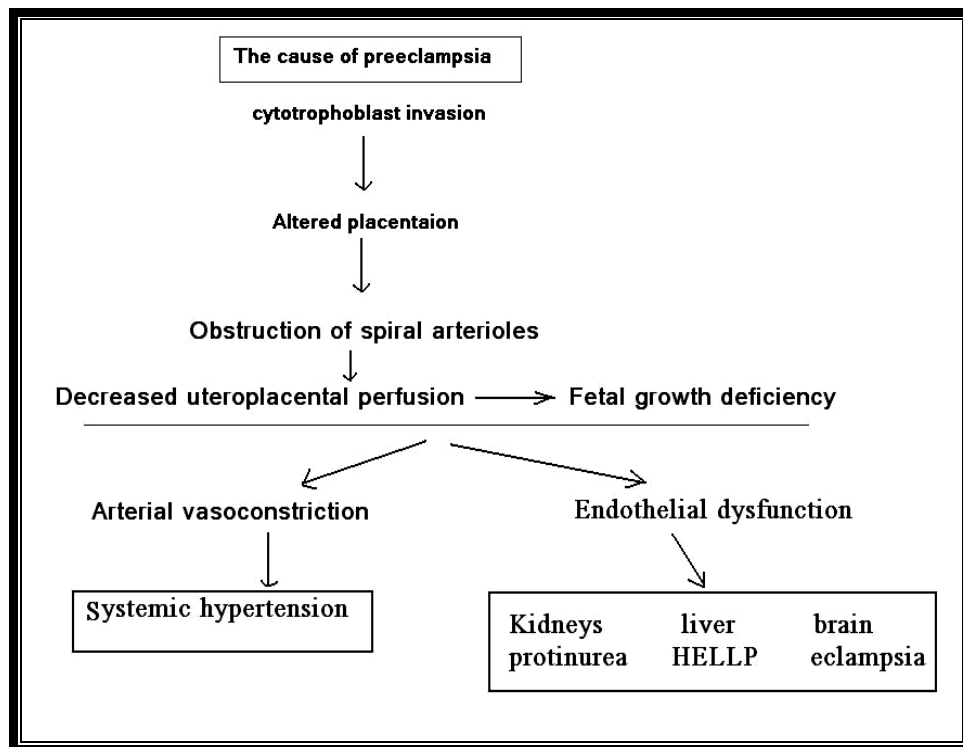 The cause of preeclampsia
cytotrophoblast invasion
Altered placentaion
Obstruction of spiral arterioles
Decreased uteroplacental perfusion Fetal growth deficiency
Arterial vasoconstriction Endothelial dysfunction
Systemic hypertension
Kidneys liver brain
protinurea HELLP eclampsia